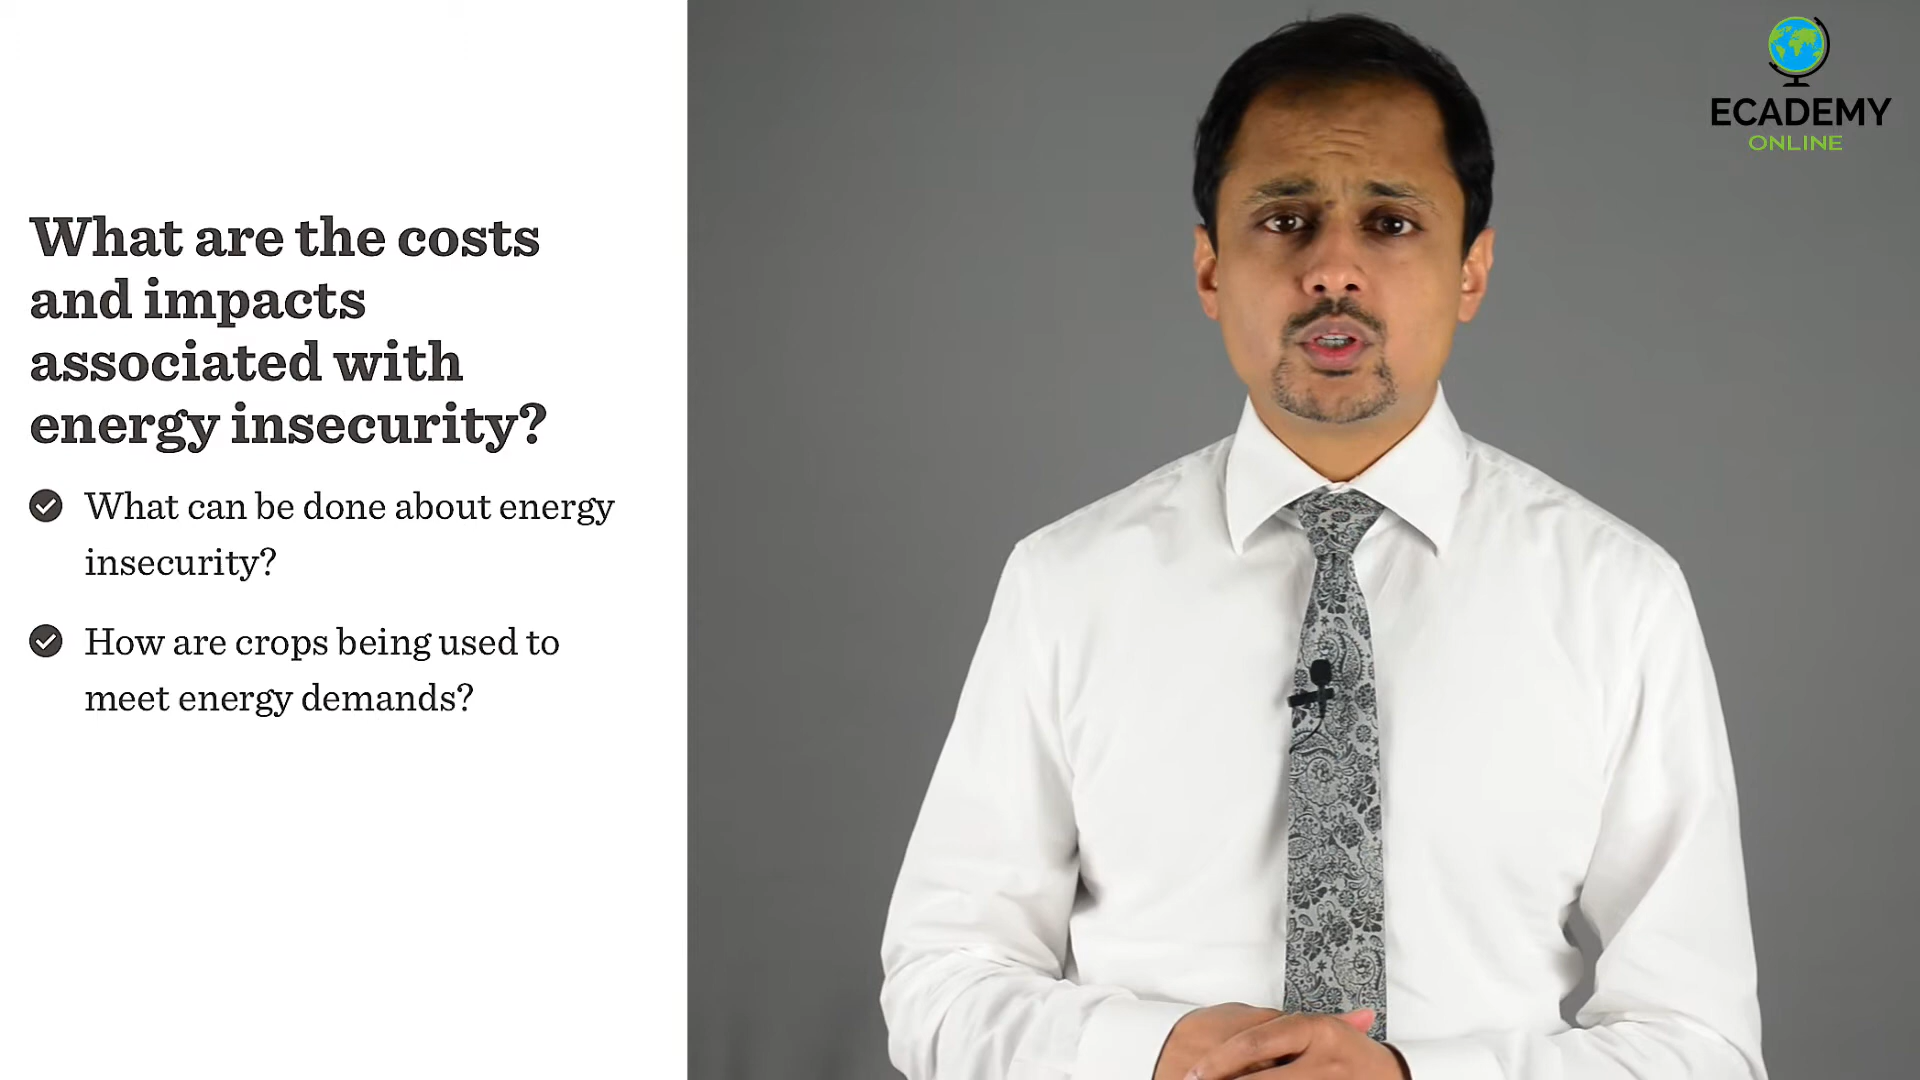 What are the costs
and impacts
associated with
energy insecurity?
What can be done about energy
insecurity?
How are crops being used to
meet energy demands?
ECADEMY
ONLINE